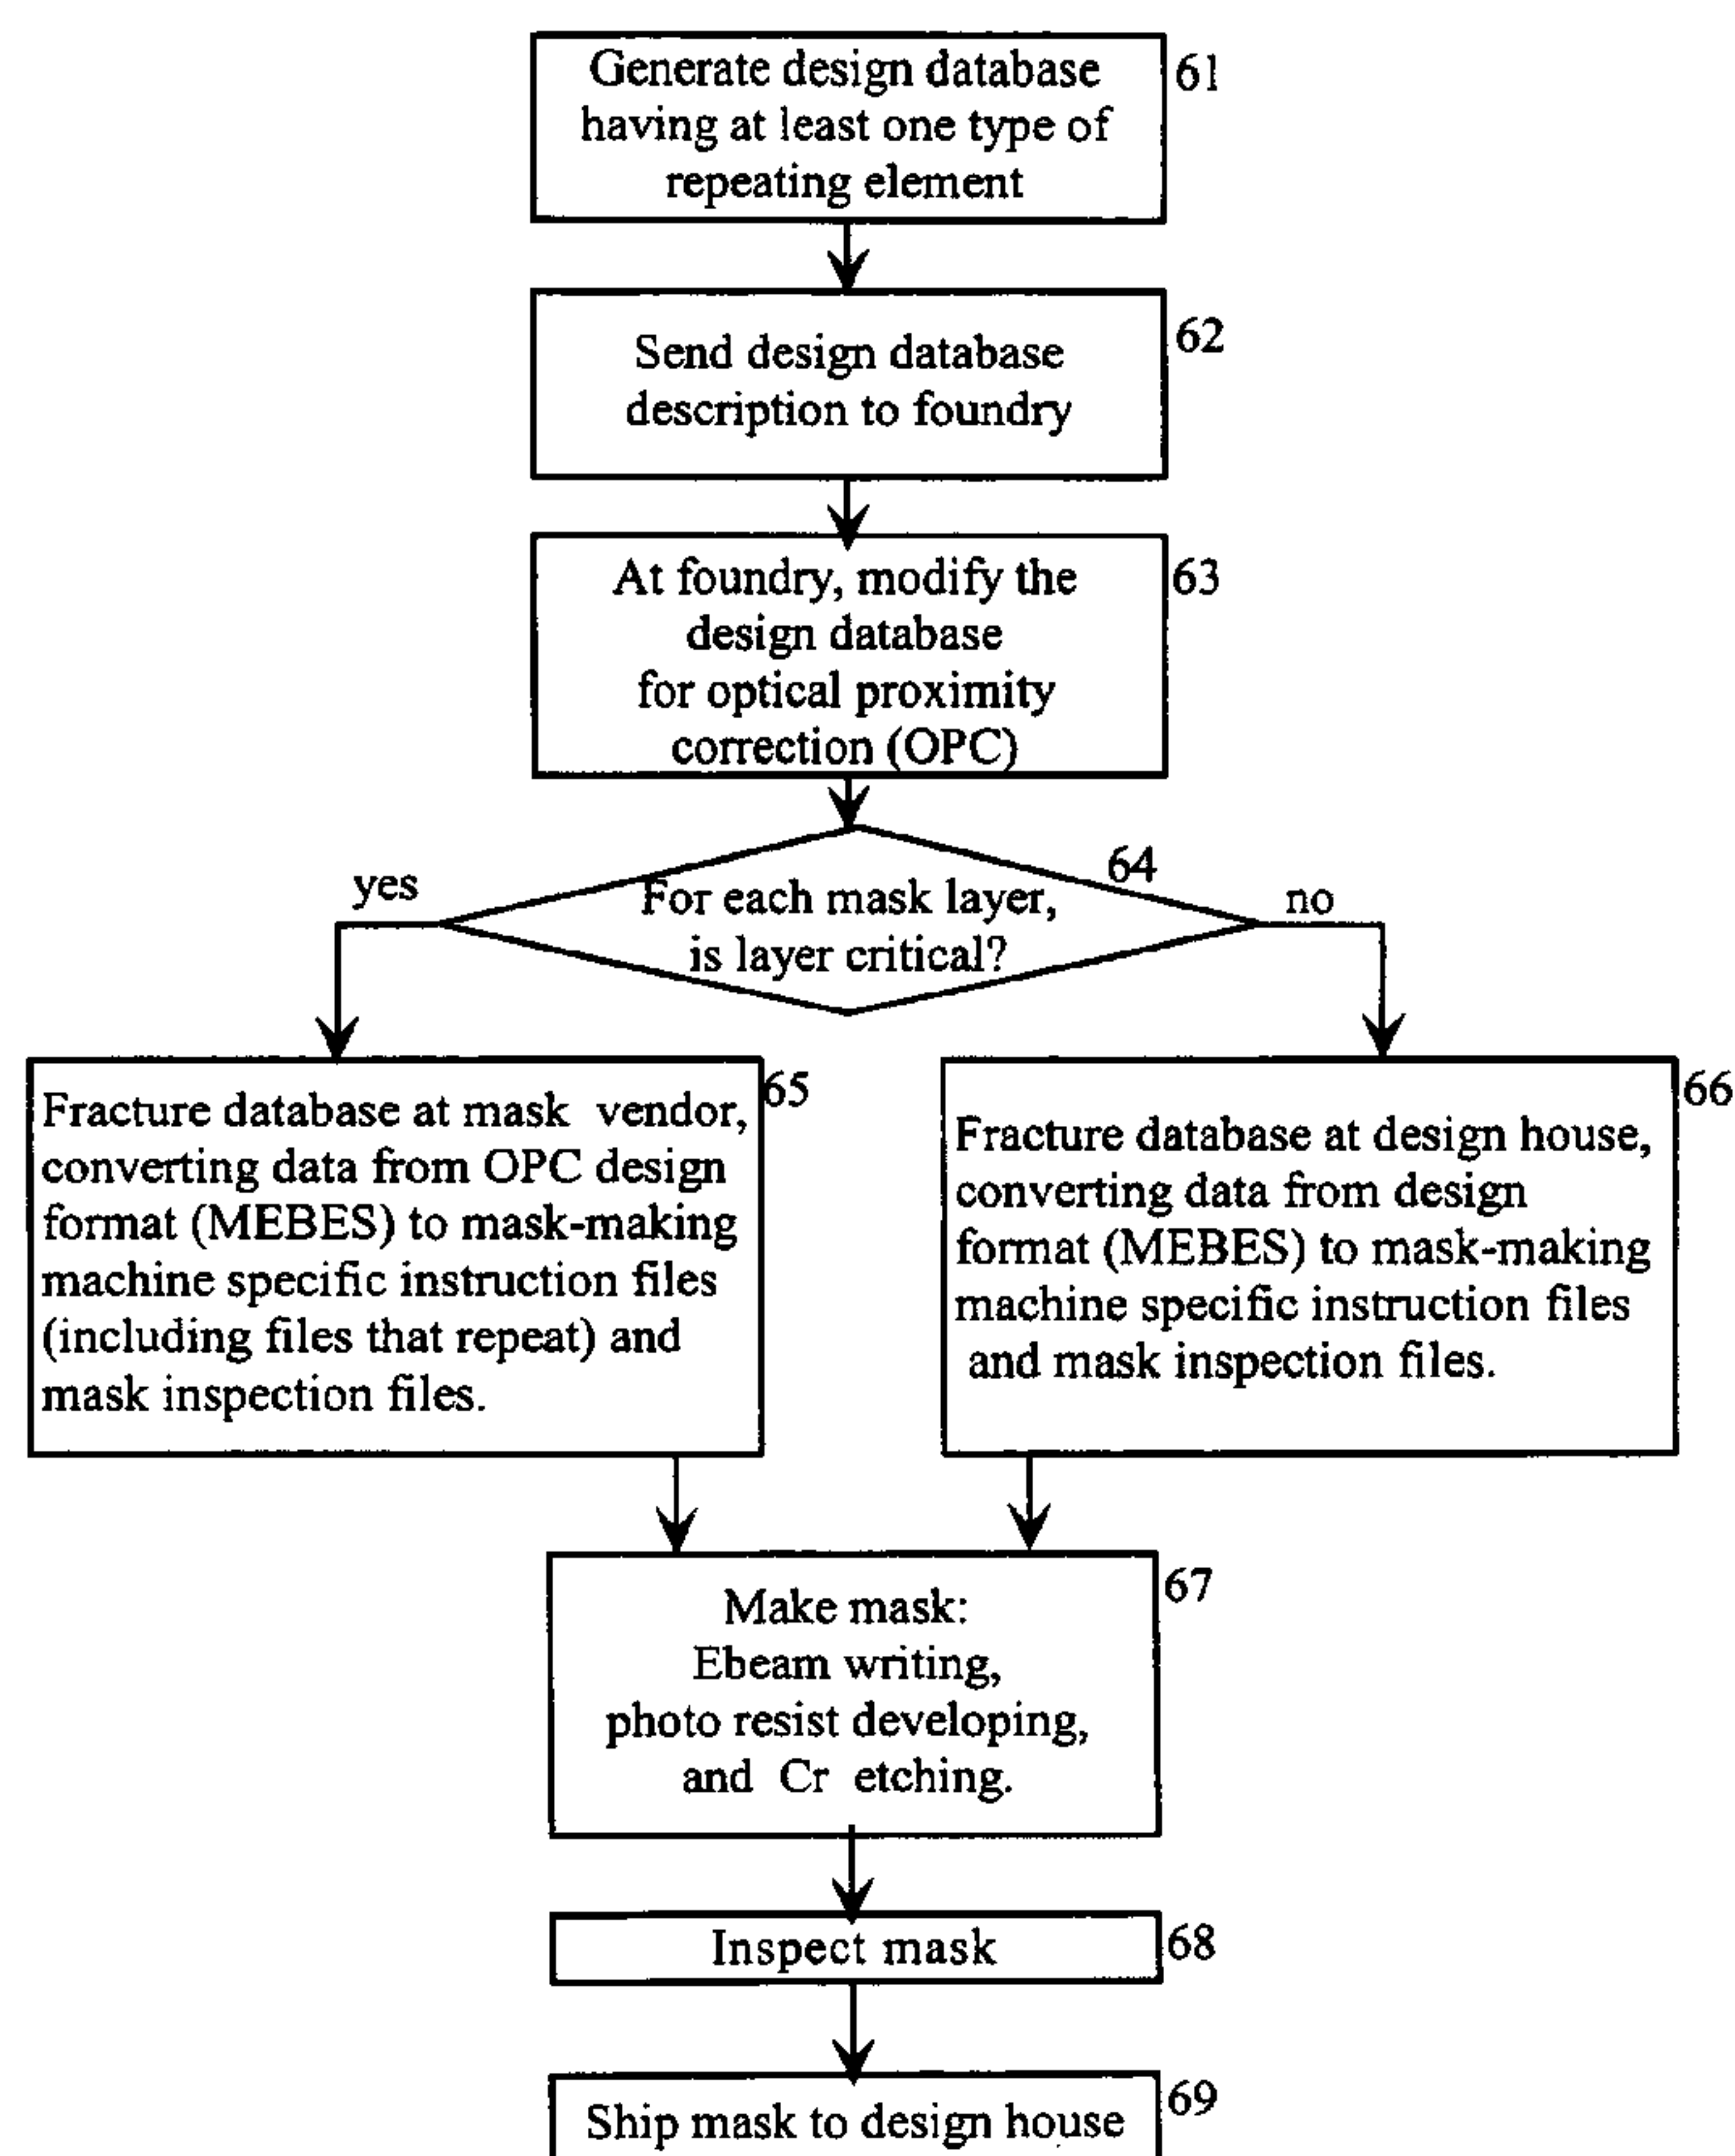 Generate design database
having at least one type of
repeating element
61
Send design database
description to foundry
62
At foundry, modify the
design database
for optical proximity
correction (OPC)
63
64
yes
For each mask layer,
is layer critical?
no
Fracture database at mask vendor,
converting data from OPC design
format (MEBES) to mask-making
machine specific instruction files
(including files that repeat) and
mask inspection files.
65
Fracture database at design house,
converting data from design
format (MEBES) to mask-making
machine specific instruction files
and mask inspection files.
66
Make mask:
Ebeam writing,
photo resist developing,
and Cr etching.
67
Inspect mask
68
Ship mask to design house
69